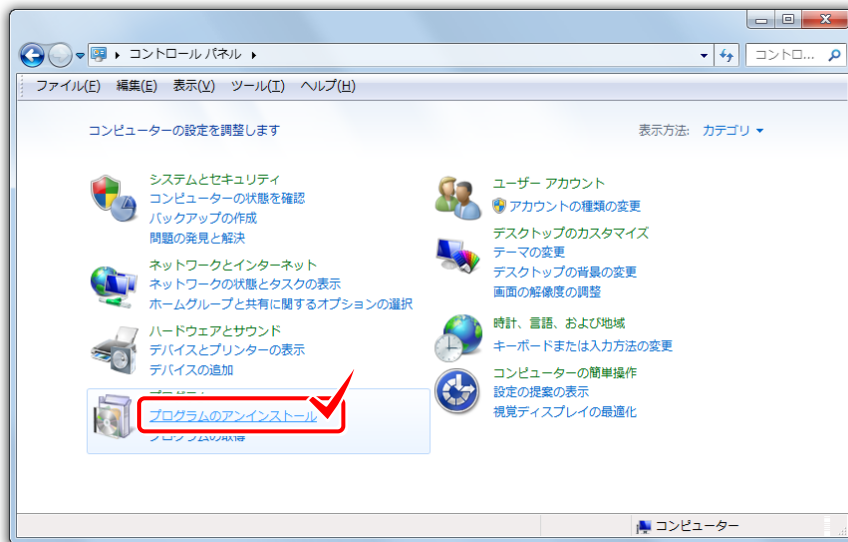 コントロール パネル
コントロ...
ファイル(F) 編集(E) 表示(V) ツール(T) ヘルプ(H)
コンピューターの設定を調整します
表示方法: カテゴリ
システムとセキュリティ
コンピューターの状態を確認
バックアップの作成
問題の発見と解決
ネットワークとインターネット
ネットワークの状態とタスクの表示
ホームグループと共有に関するオプションの選択
ハードウェアとサウンド
デバイスとプリンターの表示
デバイスの追加
プログラム
プログラムのアンインストール
プログラムの取得
ユーザー アカウント
アカウントの種類の変更
デスクトップのカスタマイズ
テーマの変更
デスクトップの背景の変更
画面の解像度の調整
時計、言語、および地域
キーボードまたは入力方法の変更
コンピューターの簡単操作
設定の提案の表示
視覚ディスプレイの最適化
コンピューター